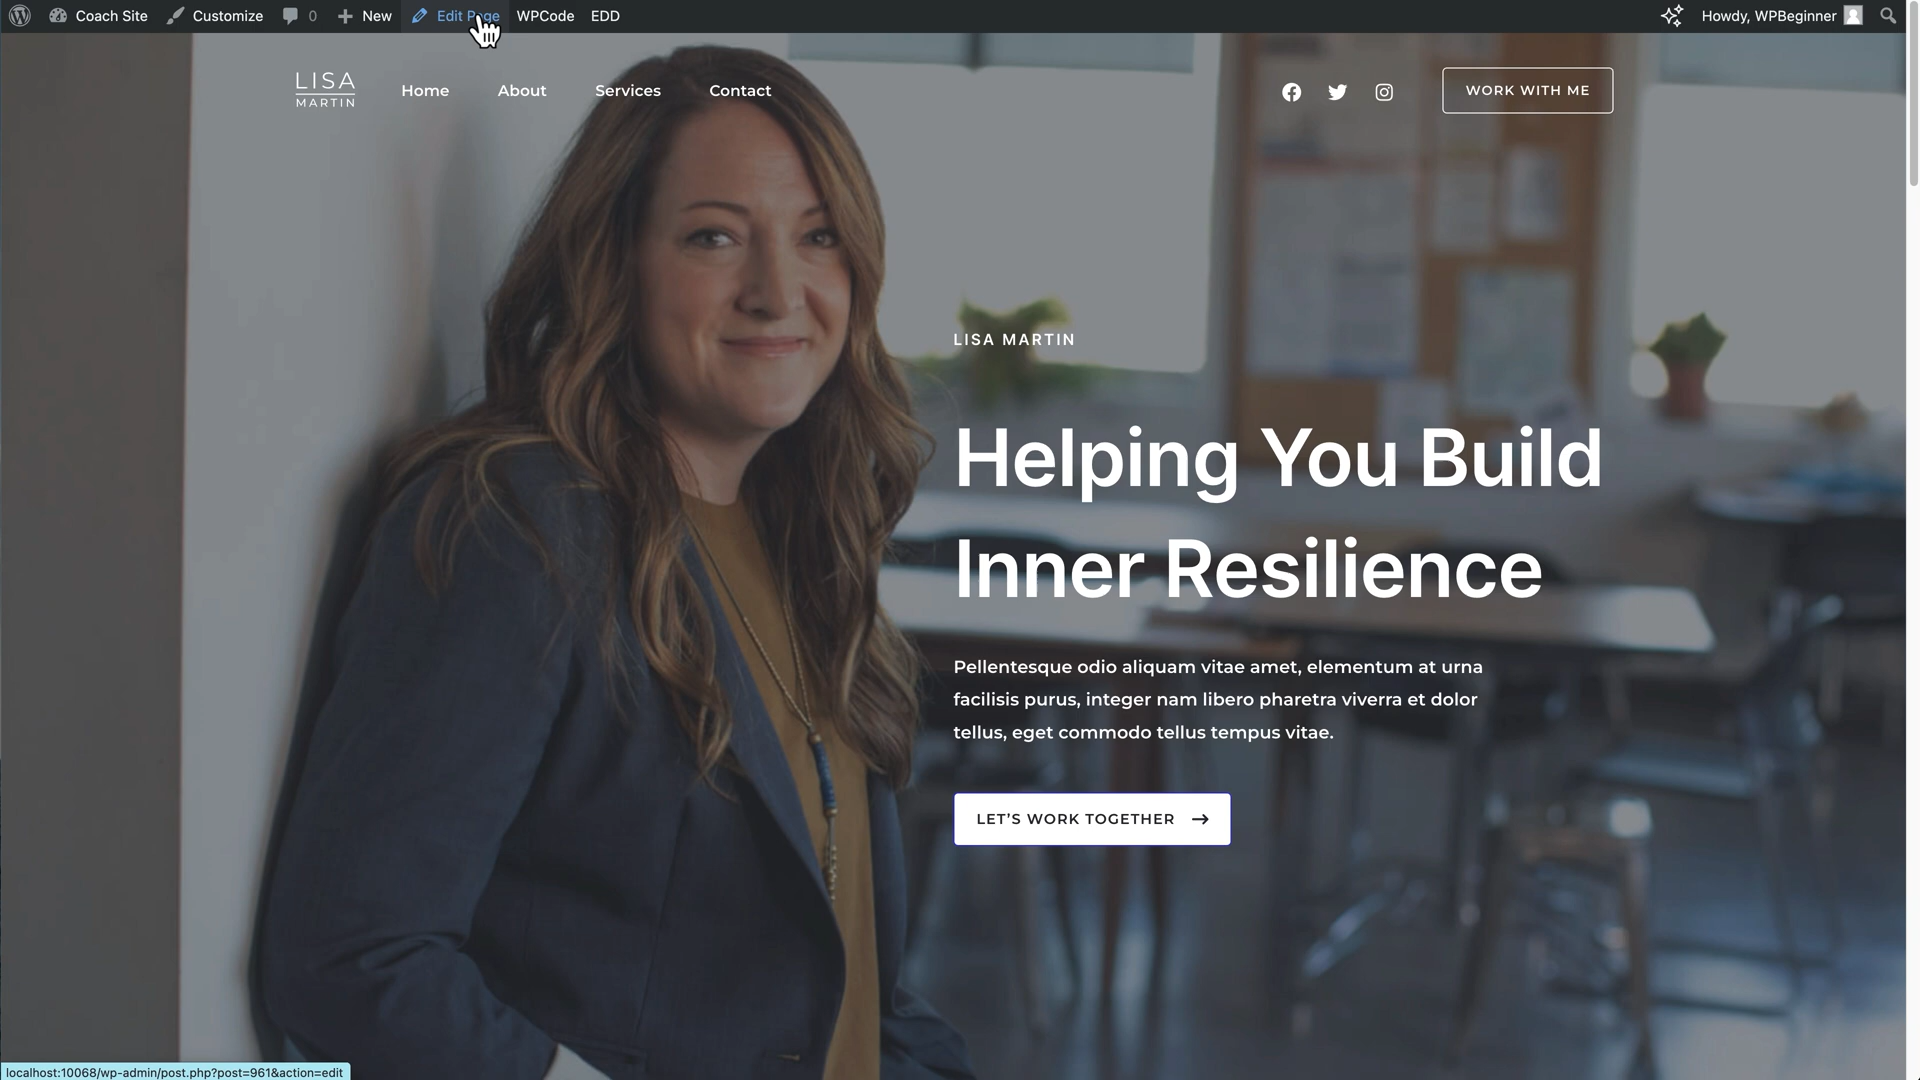 Coach Site Customize 0 New Edit Page WPCode EDD Howdy, WPBeginner
LISA
MARTIN
Home About Services Contact WORK WITH ME
LISA MARTIN
Helping You Build
Inner Resilience
Pellentesque odio aliquam vitae amet, elementum at urna
facilisis purus, integer nam libero pharetra viverra et dolor
tellus, eget commodo tellus tempus vitae.
LET’S WORK TOGETHER →
localhost:10068/wp-admin/post.php?post=961&action=edit